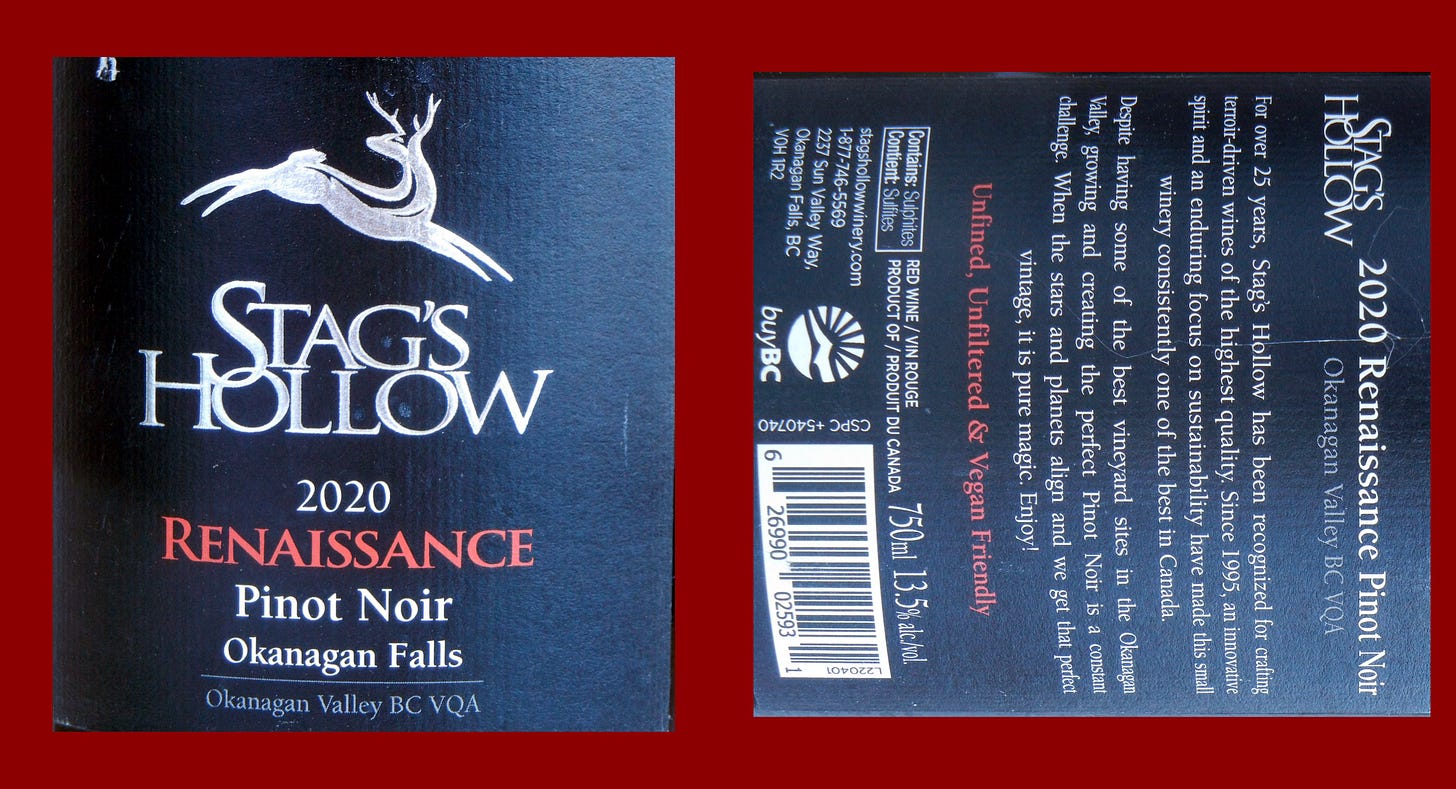 STAG'S
HOLLOW
2020
RENAISSANCE
Pinot Noir
Okanagan Falls
Okanagan Valley BC VQA
STAG'S
HOLLOW
2020 Renaissance Pinot Noir
Okanagan Valley BC VQA
For over 25 years, Stag's Hollow has been recognized for crafting
terroir-driven wines of the highest quality. Since 1995, an innovative
spirit and an enduring focus on sustainability have made this small
winery consistently one of the best in Canada.
Despite having some of the best vineyard sites in the Okanagan
Valley, growing and creating the perfect Pinot Noir is a constant
challenge. When the stars and planets align and we get that perfect
vintage, it is pure magic. Enjoy!
Unfined, Unfiltered & Vegan Friendly
Contains: Sulphites
Contient: Sulfites
RED WINE / VIN ROUGE
PRODUCT OF / PRODUIT DU CANADA
750ml 13.5% alc./vol.
stagshollowwinery.com
1-877-746-5569
2237 Sun Valley Way,
Okanagan Falls, BC
V0H 1R2
buyBC
CSPC +540740
6 26990 02593 1
L220401